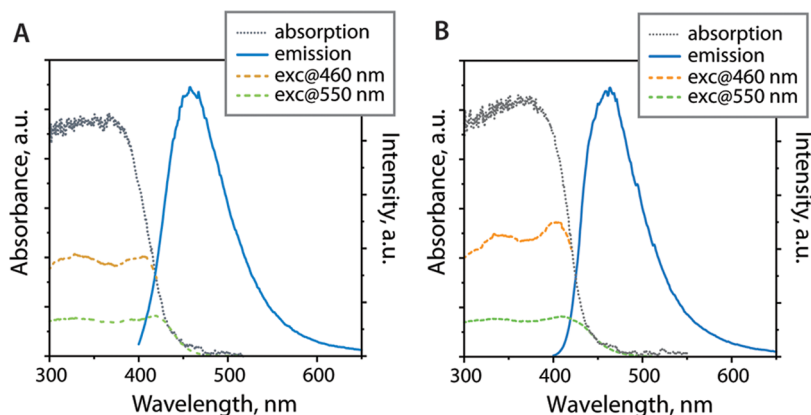 A
absorption
emission
exc@460 nm
exc@550 nm
Absorbance, a.u.
Intensity, a.u.
300 400 500 600
Wavelength, nm
B
absorption
emission
exc@460 nm
exc@550 nm
Absorbance, a.u.
Intensity, a.u.
300 400 500 600
Wavelength, nm